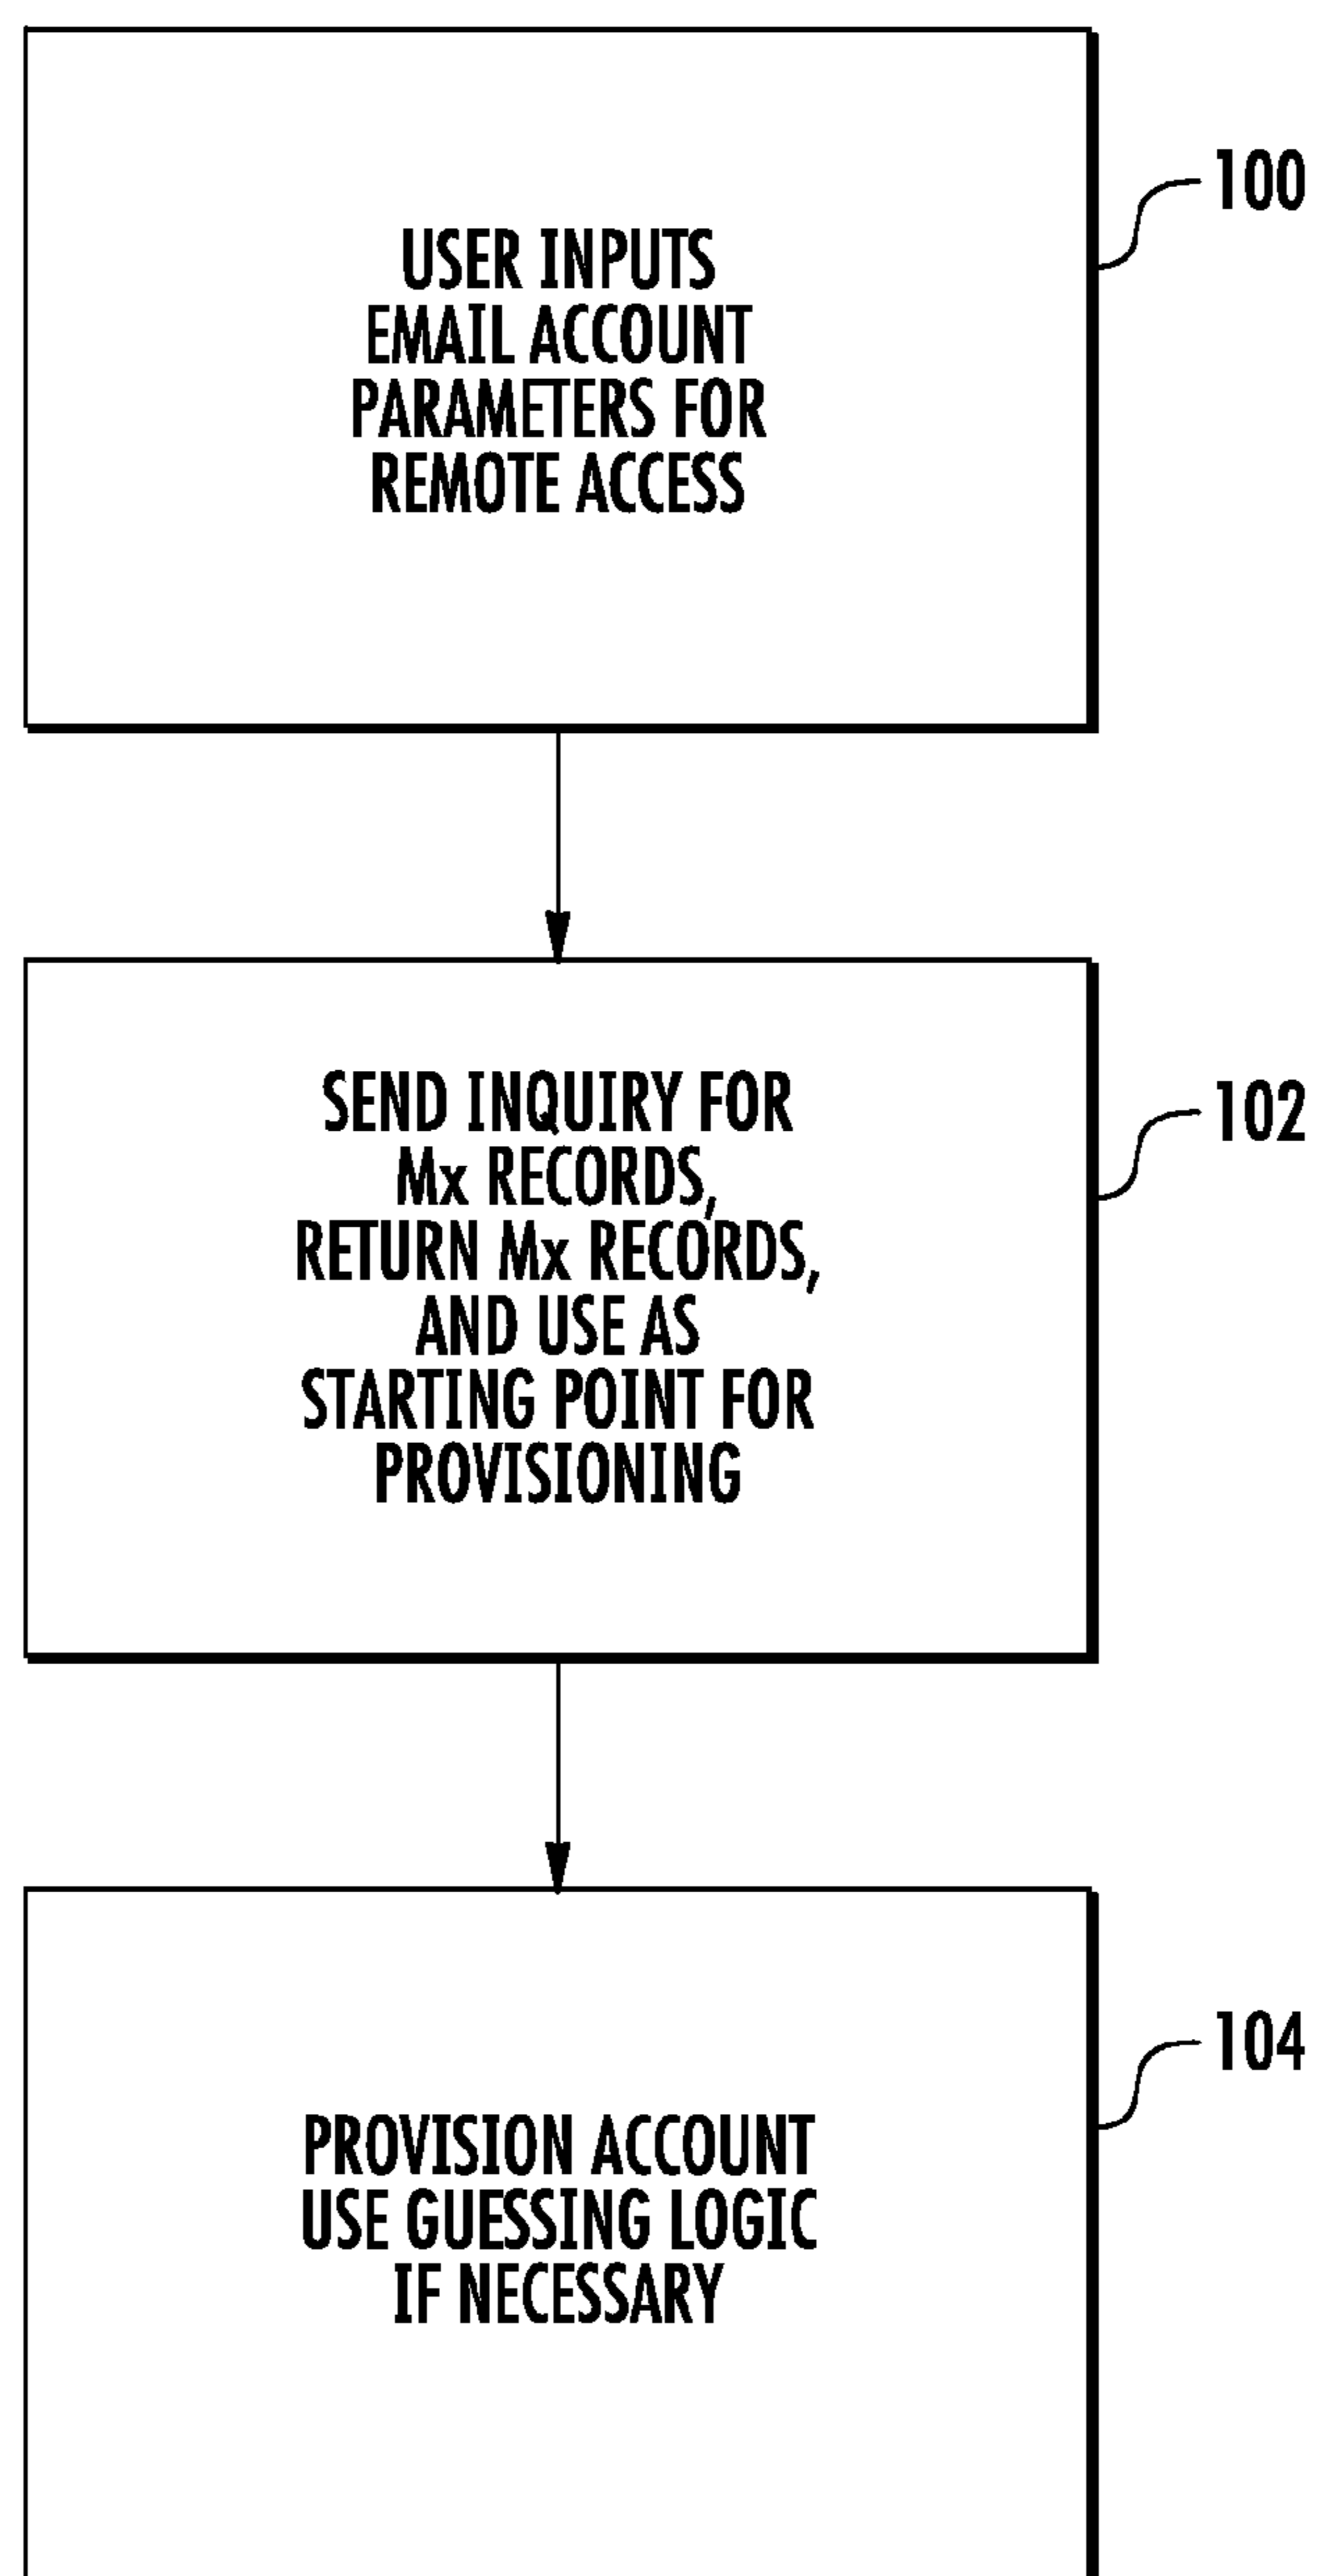 USER INPUTS
EMAIL ACCOUNT
PARAMETERS FOR
REMOTE ACCESS
100
SEND INQUIRY FOR
Mx RECORDS,
RETURN Mx RECORDS,
AND USE AS
STARTING POINT FOR
PROVISIONING
102
PROVISION ACCOUNT
USE GUESSING LOGIC
IF NECESSARY
104